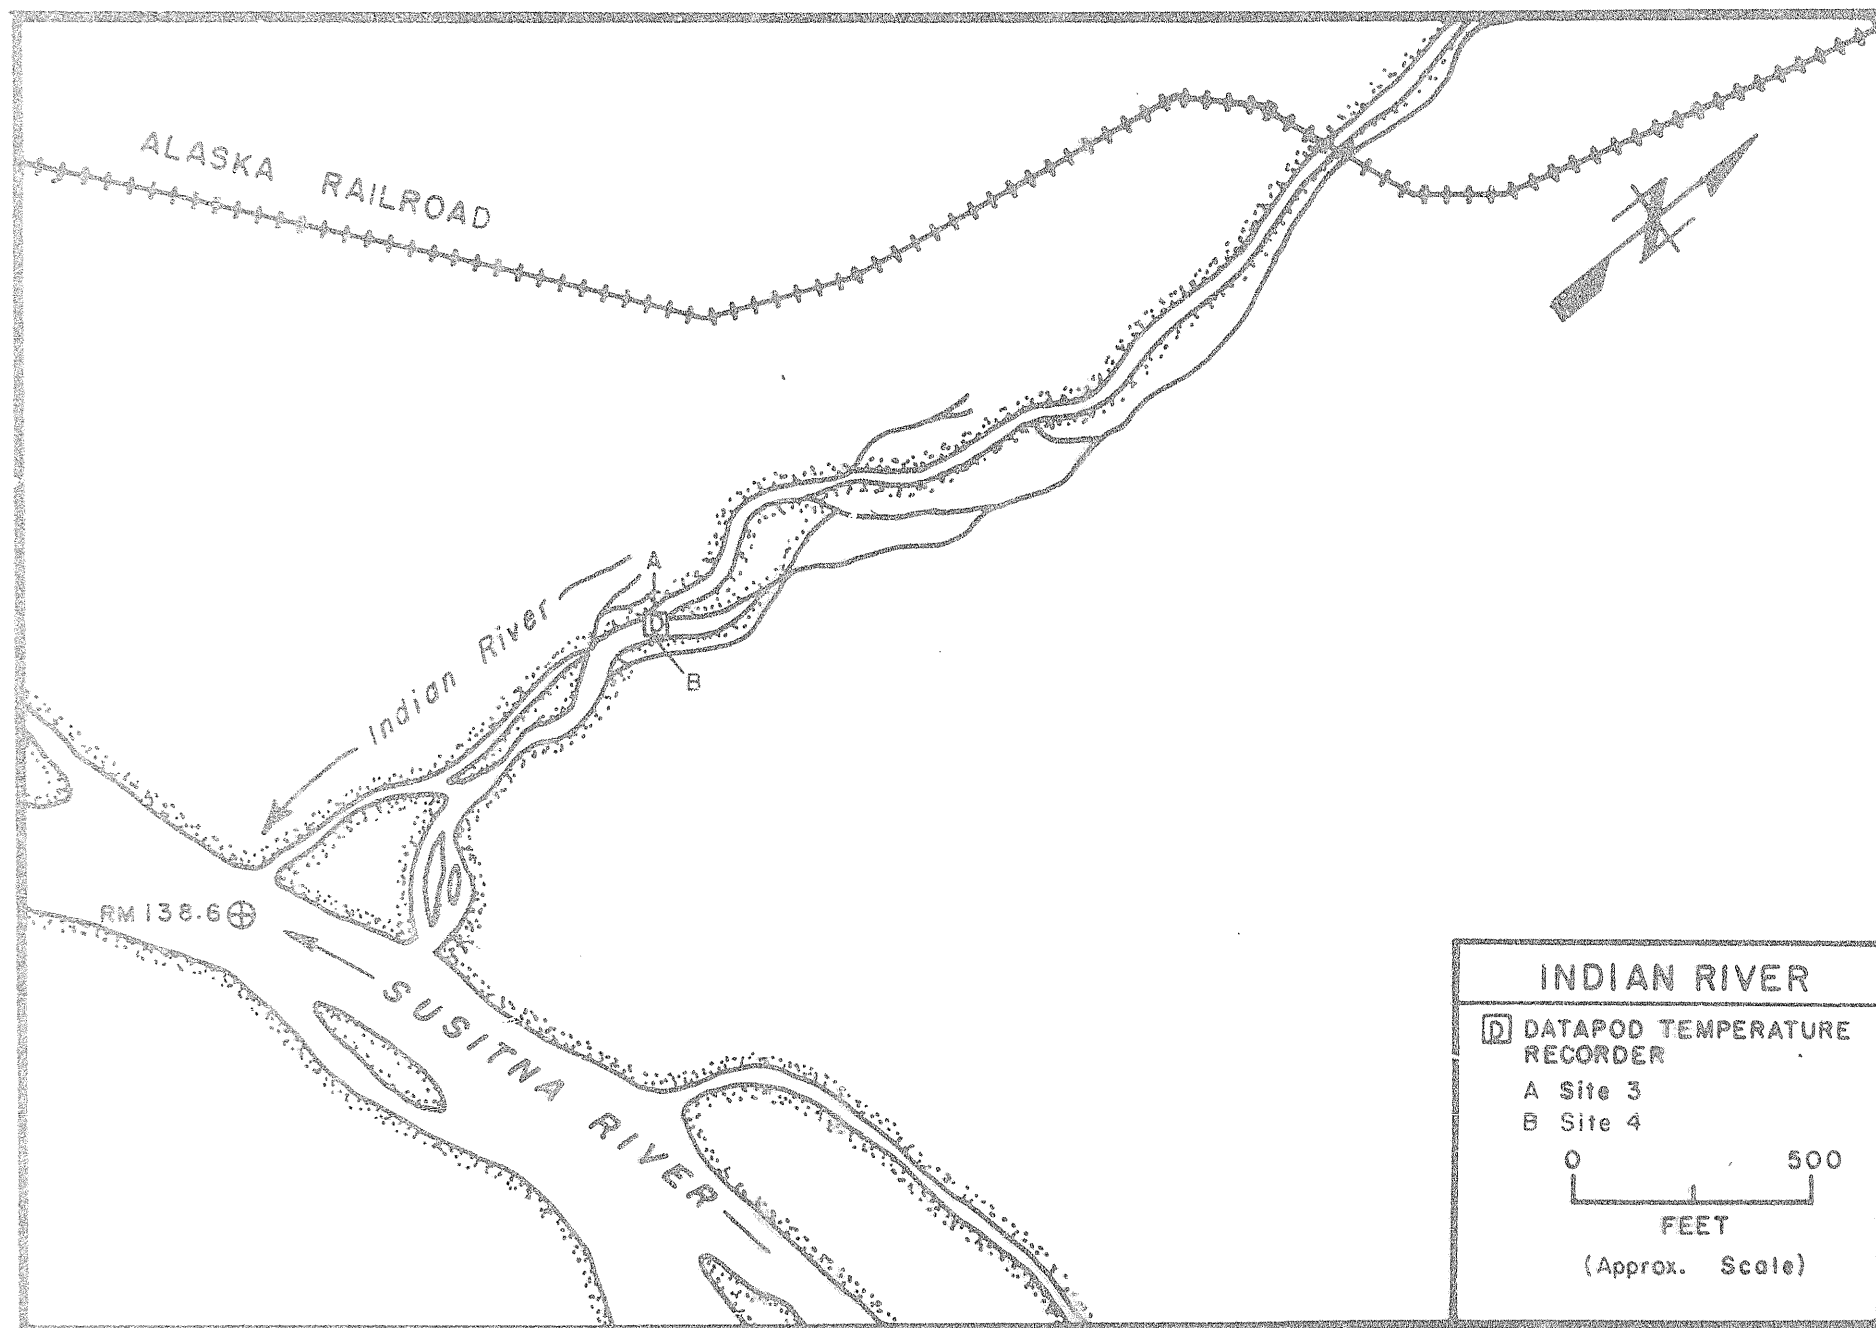 ALASKA RAILROAD
A
Indian River
B
RM 138.6
SUSITNA RIVER
INDIAN RIVER
D DATAPOD TEMPERATURE
RECORDER
A Site 3
B Site 4
0 500
FEET
(Approx. Scale)
D